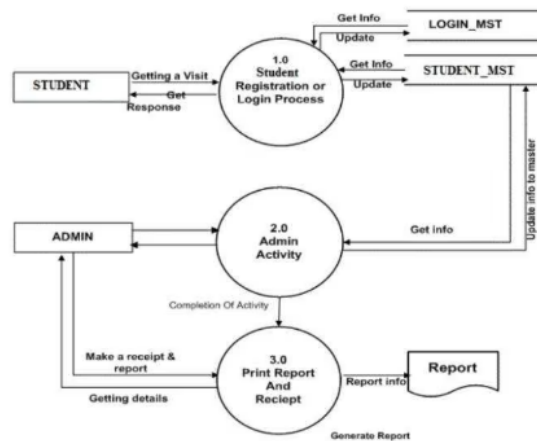 Get Info
LOGIN_MST
Update
1.0
Student
Registration or
Login Process
Get Info
STUDENT_MST
Update
STUDENT
Getting a Visit
Get
Response
Update info to master
ADMIN
2.0
Admin
Activity
Get info
Completion Of Activity
Make a receipt &
report
Getting details
3.0
Print Report
And
Reciept
Report info
Report
Generate Report